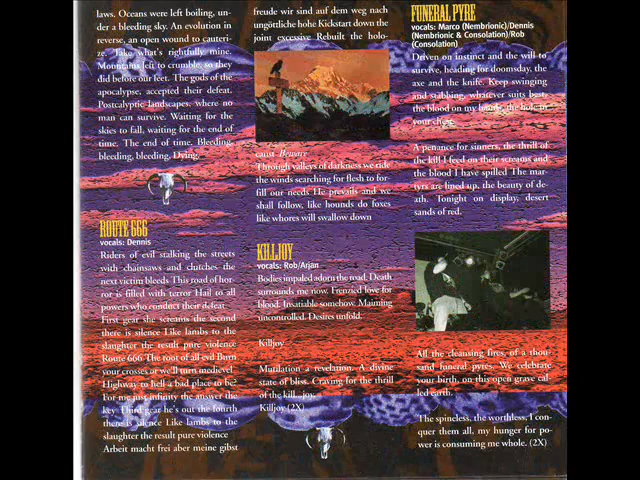 laws. Oceans were left boiling, un-
der a bleeding sky. An evolution in
reverse, an open wound to cauteri-
ze. Take what's rightfully mine.
Mountains left to crumble, so they
did before our feet. The gods of the
apocalypse, accepted their defeat.
Postcalyptic landscapes, where no
man can survive. Waiting for the
skies to fall, waiting for the end of
time. The end of time. Bleeding,
bleeding, bleeding, Dying.
ROUTE 666
vocals: Dennis
Riders of evil stalking the streets
with chainsaws and clutches the
next victim bleeds This road of hor-
ror is filled with terror Hail to all
powers who conduct their defeat
First gear she screams the second
there is silence Like lambs to the
slaughter the result pure violence
Route 666 The root of all evil Burn
your crosses or we'll turn medievel
Highway to hell a bad place to be?
For me just infinity the answer the
key Third gear he's out the fourth
there is silence Like lambs to the
slaughter the result pure violence
Arbeit macht frei aber meine gibst
freude wir sind auf dem weg nach
ungöttliche hohe Kickstart down the
joint excessive Rebuilt the holo-
caust Beware
Through valleys of darkness we ride
the winds searching for flesh to for-
fill our needs He prevails and we
shall follow, like hounds do foxes
like whores will swallow down
KILLJOY
vocals: Rob/Arjan
Bodies impaled adorn the road. Death
surrounds me now. Frenzied love for
blood. Insatiable somehow. Maiming
uncontrolled. Desires unfold.
Killjoy
Mutilation a revelation. A divine
state of bliss. Craving for the thrill
of the kill...joy.
Killjoy (2X)
FUNERAL PYRE
vocals: Marco (Nembrionic)/Dennis
(Nembrionic & Consolation)/Rob
(Consolation)
Driven on instinct and the will to
survive, heading for doomsday, the
axe and the knife. Keep swinging
and stabbing, whatever suits best,
the blood on my hands, the hole in
your chest.
A penance for sinners, the thrill of
the kill I feed on their screams and
the blood I have spilled The mar-
tyrs are lined up, the beauty of de-
ath. Tonight on display, desert
sands of red.
All the cleansing fires, of a thou-
sand funeral pyres. We celebrate
your birth, on this open grave cal-
led earth.
The spineless, the worthless, I con-
quer them all, my hunger for po-
wer is consuming me whole. (2X)